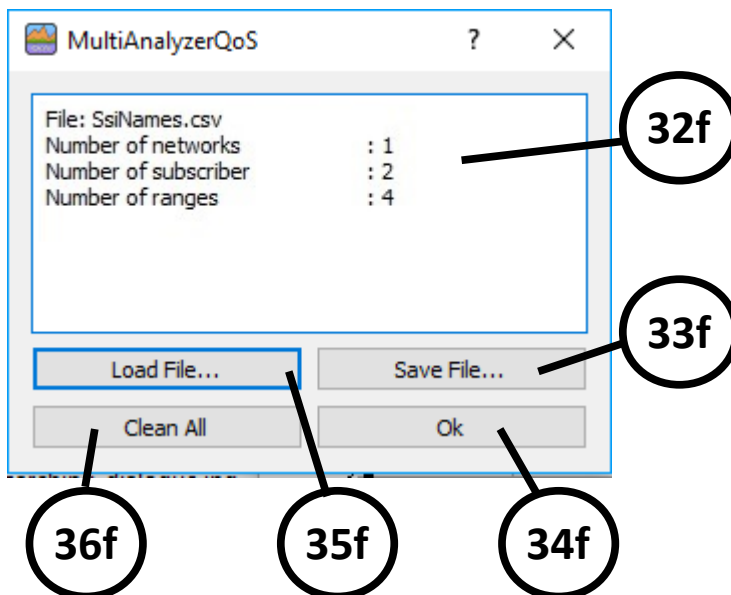 MultiAnalyzerQoS ?
File: SsiNames.csv
Number of networks : 1
Number of subscriber : 2
Number of ranges : 4
32f
33f
Load File... Save File...
Clean All Ok
36f 35f 34f